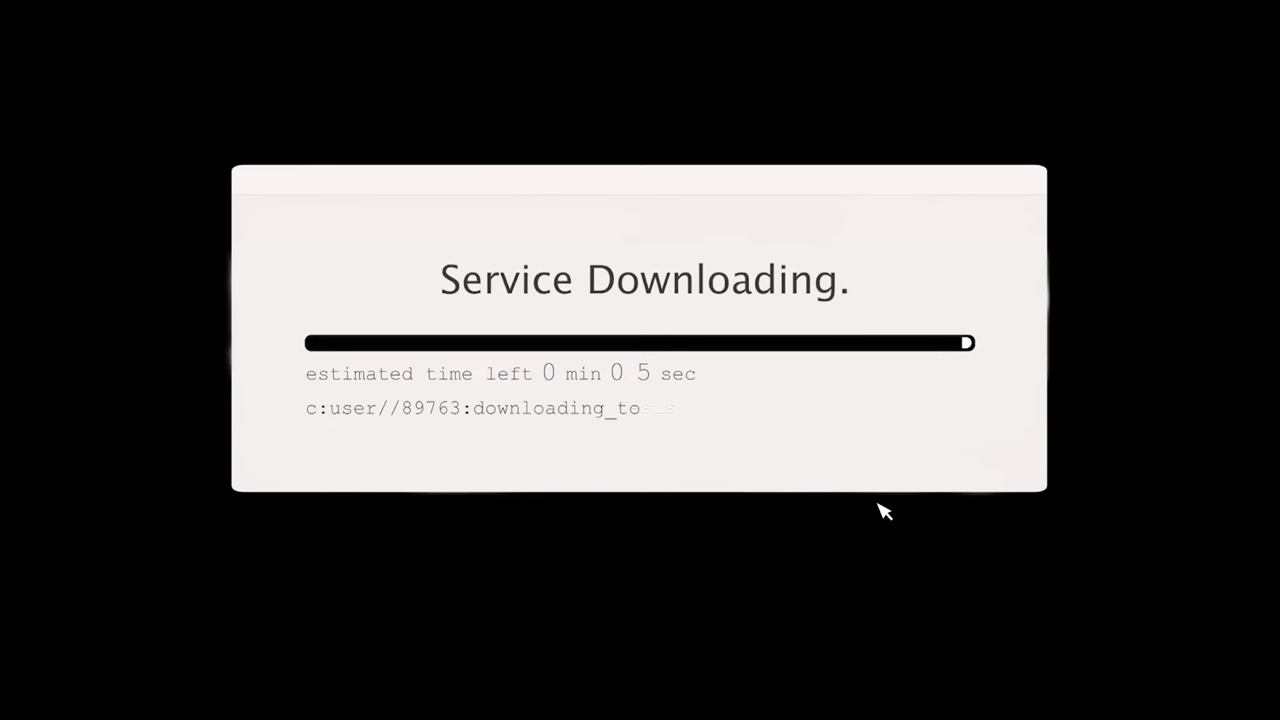 Service Downloading.
estimated time left 0 min 0 5 sec
c:user//89763:downloading_to